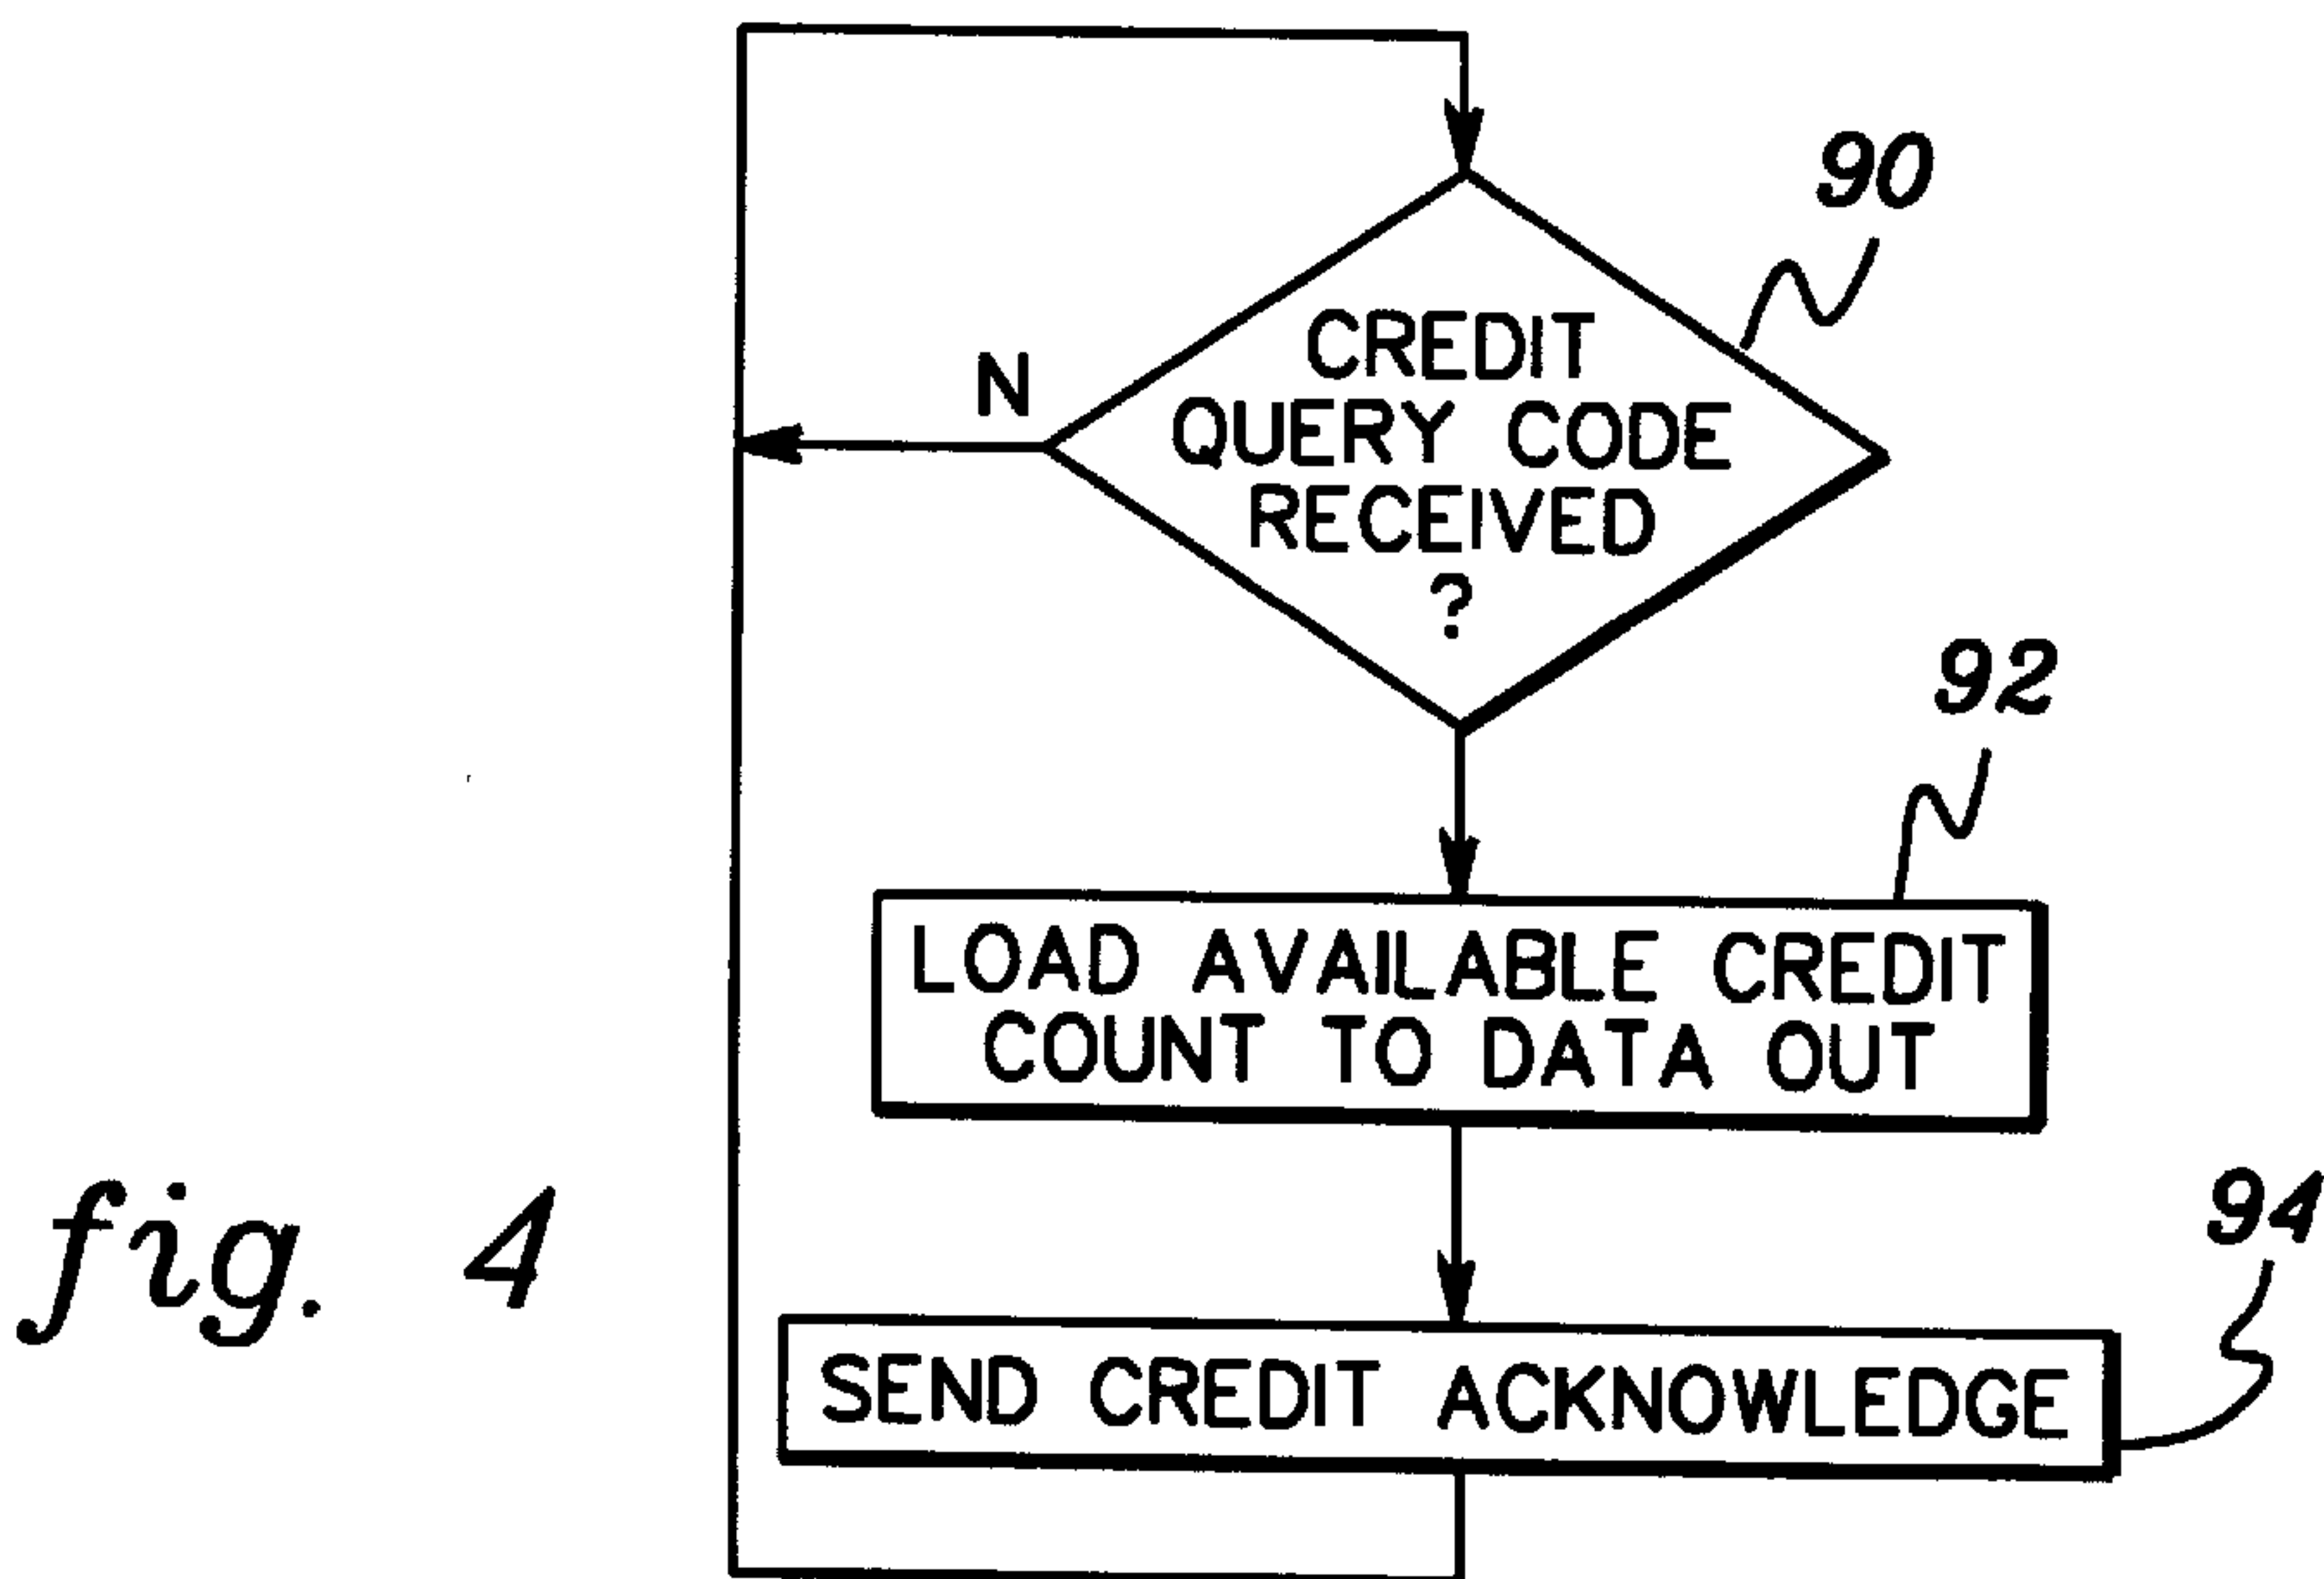 90
N
CREDIT
QUERY CODE
RECEIVED
?
92
LOAD AVAILABLE CREDIT
COUNT TO DATA OUT
94
SEND CREDIT ACKNOWLEDGE
fig. 4